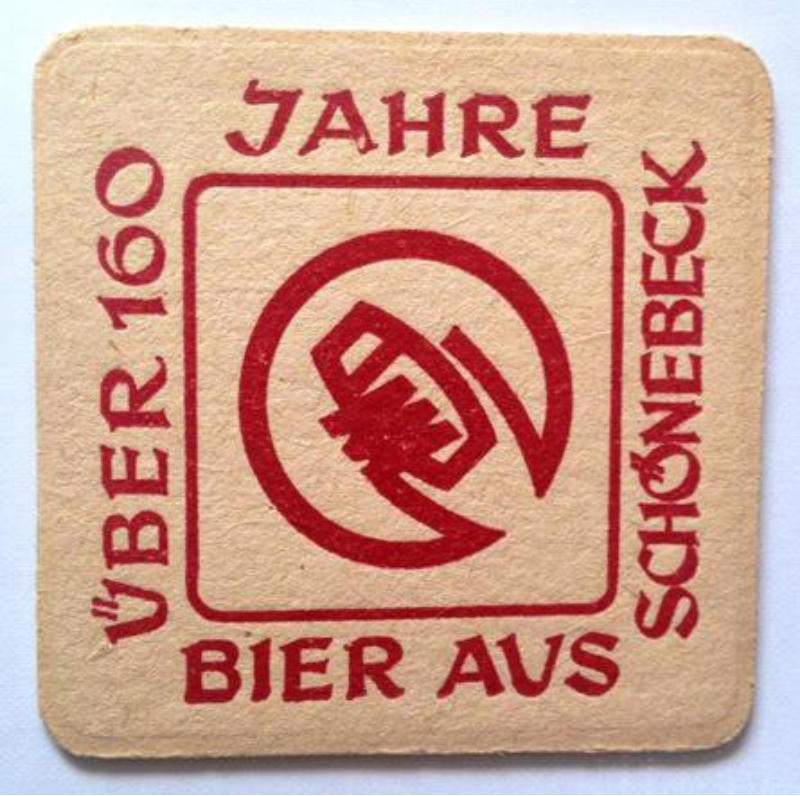 ÜBER 160
JAHRE
BIER AUS
SCHÖNEBECK